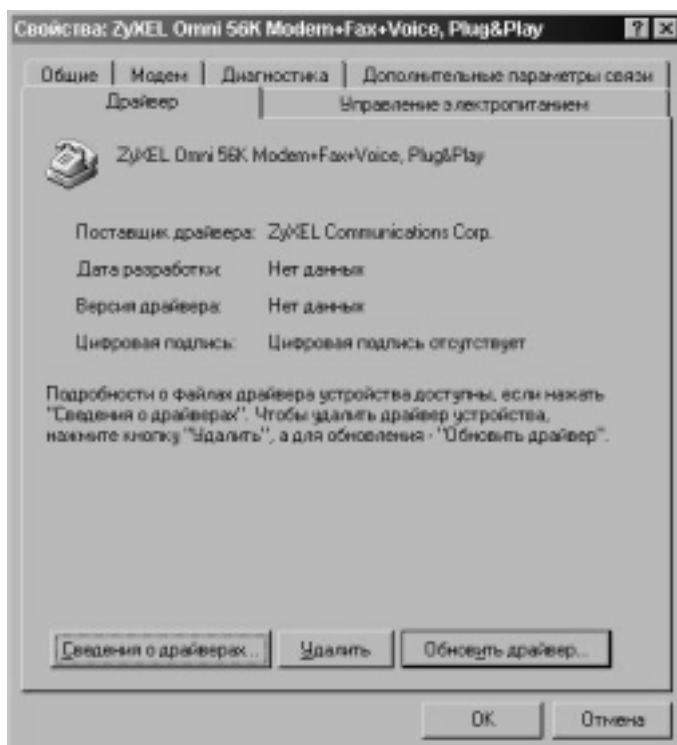 Свойства: ZyXEL Omni 56K Modem+Fax+Voice, Plug&Play
Общие Модем Диагностика Дополнительные параметры связи
Драйвер Управление электропитанием
ZyXEL Omni 56K Modem+Fax+Voice, Plug&Play
Поставщик драйвера: ZyXEL Communications Corp.
Дата разработки: Нет данных
Версия драйвера: Нет данных
Цифровая подпись: Цифровая подпись отсутствует
Подробности о файлах драйвера устройства доступны, если нажать
"Сведения о драйверах". Чтобы удалить драйвер устройства,
нажмите кнопку "Удалить", а для обновления - "Обновить драйвер".
Сведения о драйверах... Удалить Обновить драйвер...
OK Отмена